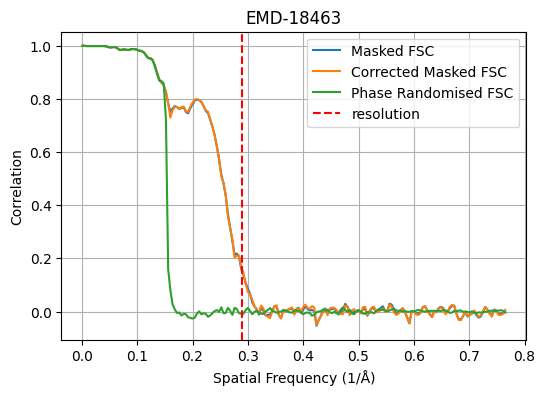 EMD-18463
Masked FSC
Corrected Masked FSC
Phase Randomised FSC
resolution
1.0
0.8
0.6
0.4
0.2
0.0
Correlation
0.0 0.1 0.2 0.3 0.4 0.5 0.6 0.7 0.8
Spatial Frequency (1/Å)